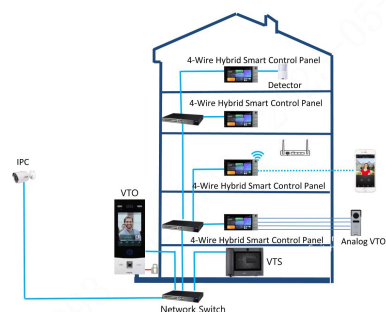 4-Wire Hybrid Smart Control Panel
Detector
4-Wire Hybrid Smart Control Panel
IPC
4-Wire Hybrid Smart Control Panel
VTO
4-Wire Hybrid Smart Control Panel
Analog VTO
VTS
Network Switch